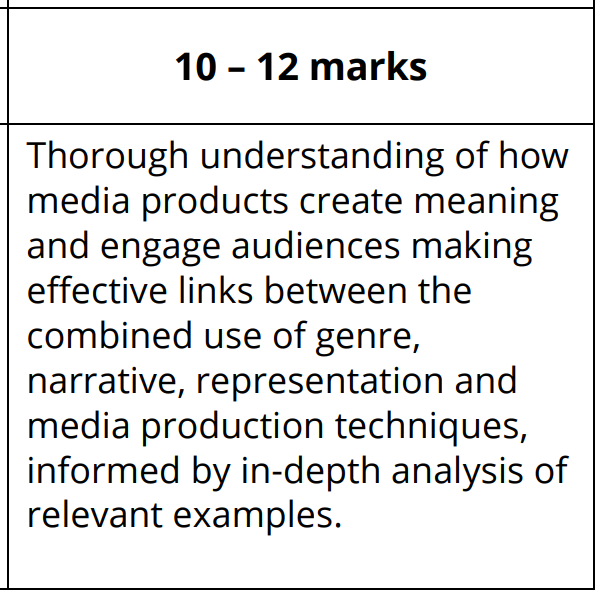 10 – 12 marks
Thorough understanding of how
media products create meaning
and engage audiences making
effective links between the
combined use of genre,
narrative, representation and
media production techniques,
informed by in-depth analysis of
relevant examples.